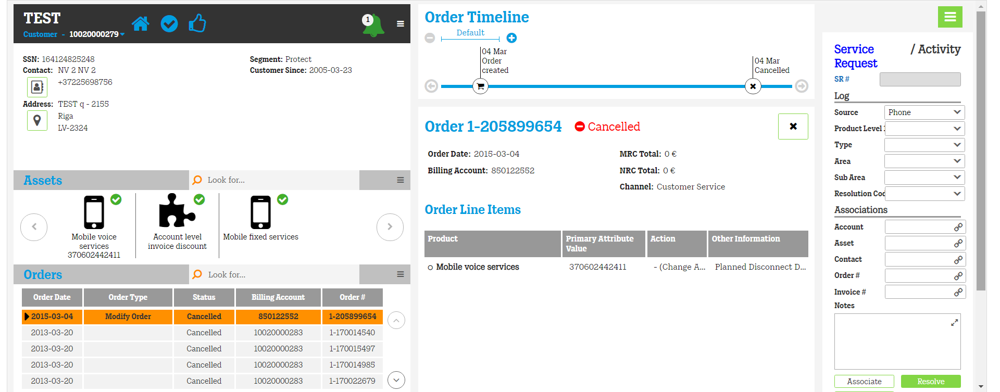 TEST
Customer - 10020000279
1
SSN: 164124825248
Contact: NV 2 NV 2
+37225698756
Address: TEST q - 2155
Riga
LV-2324
Segment: Protect
Customer Since: 2005-03-23
Assets
Look for...
Mobile voice
services
370602442411
Account level
invoice discount
Mobile fixed services
Orders
Look for...
Order Date Order Type Status Billing Account Order #
2015-03-04 Modify Order Cancelled 850122552 1-205899654
2013-03-20 Cancelled 10020000283 1-170014540
2013-03-20 Cancelled 10020000283 1-170015497
2013-03-20 Cancelled 10020000283 1-170014985
2013-03-20 Cancelled 10020000283 1-170022679
Order Timeline
Default
04 Mar
Order
created
04 Mar
Cancelled
Order 1-205899654 Cancelled
Order Date: 2015-03-04
Billing Account: 850122552
MRC Total: 0 €
NRC Total: 0 €
Channel: Customer Service
Order Line Items
Product
Primary Attribute
Value
Action
Other Information
Mobile voice services 370602442411 - (Change A... Planned Disconnect D...
Service
Request
/ Activity
SR #
Log
Source Phone
Product Level
Type
Area
Sub Area
Resolution Cod
Associations
Account
Asset
Contact
Order #
Invoice #
Notes
Associate Resolve